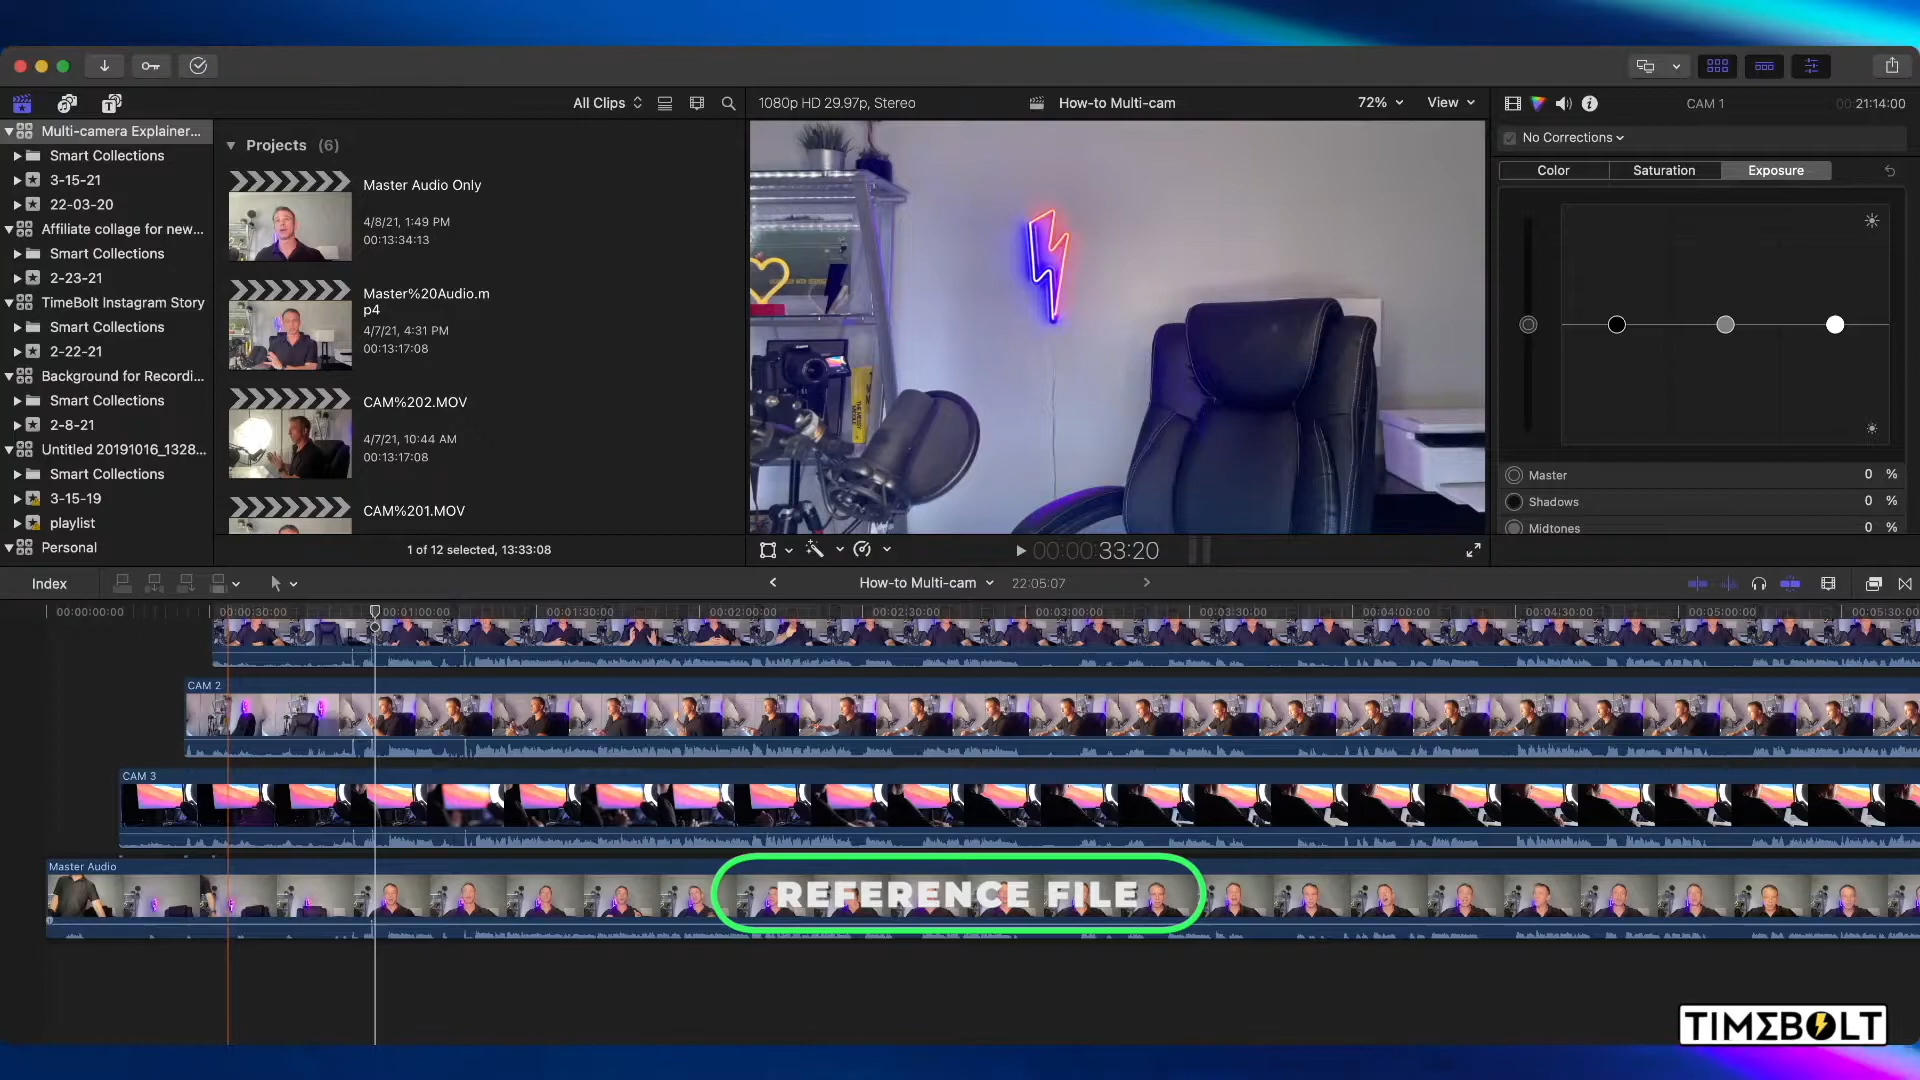 All Clips
1080p HD 29.97p, Stereo
How-to Multi-cam
72%
View
CAM 1
00:21:14:00
Multi-camera Explainer...
Smart Collections
3-15-21
22-03-20
Affiliate collage for new...
Smart Collections
2-23-21
TimeBolt Instagram Story
Smart Collections
2-22-21
Background for Recordi...
Smart Collections
2-8-21
Untitled 20191016_1328...
Smart Collections
3-15-19
playlist
Personal
Projects (6)
Master Audio Only
4/8/21, 1:49 PM
00:13:34:13
Master%20Audio.m
p4
4/7/21, 4:31 PM
00:13:17:08
CAM%202.MOV
4/7/21, 10:44 AM
00:13:17:08
CAM%201.MOV
1 of 12 selected, 13:33:08
No Corrections
Color
Saturation
Exposure
Master 0 %
Shadows 0 %
Midtones 0 %
00:00:33:20
Index
How-to Multi-cam
22:05:07
00:00:00:00
00:00:30:00
00:01:00:00
00:01:30:00
00:02:00:00
00:02:30:00
00:03:00:00
00:03:30:00
00:04:00:00
00:04:30:00
00:05:00:00
00:05:30:00
CAM 2
CAM 3
Master Audio
REFERENCE FILE
TIMEBOLT